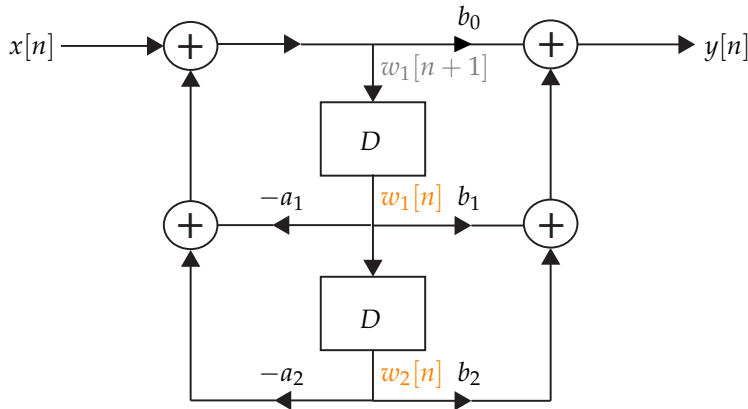 b₀
x[n] + + y[n]
w₁[n + 1]
D
−a₁ w₁[n] b₁
+ +
D
−a₂ w₂[n] b₂